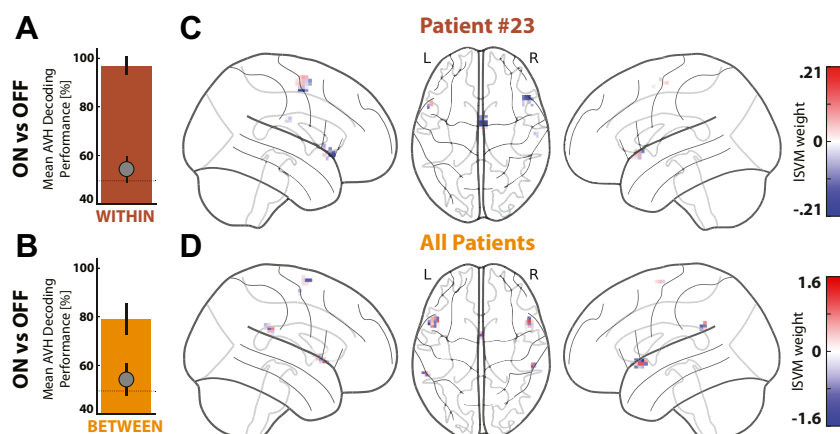 A
ON vs OFF
Mean AVH Decoding
Performance [%]
100
80
60
40
WITHIN
C
Patient #23
L
R
.21
0
-.21
lSVM weight
B
ON vs OFF
Mean AVH Decoding
Performance [%]
100
80
60
40
BETWEEN
D
All Patients
L
R
1.6
0
-1.6
lSVM weight